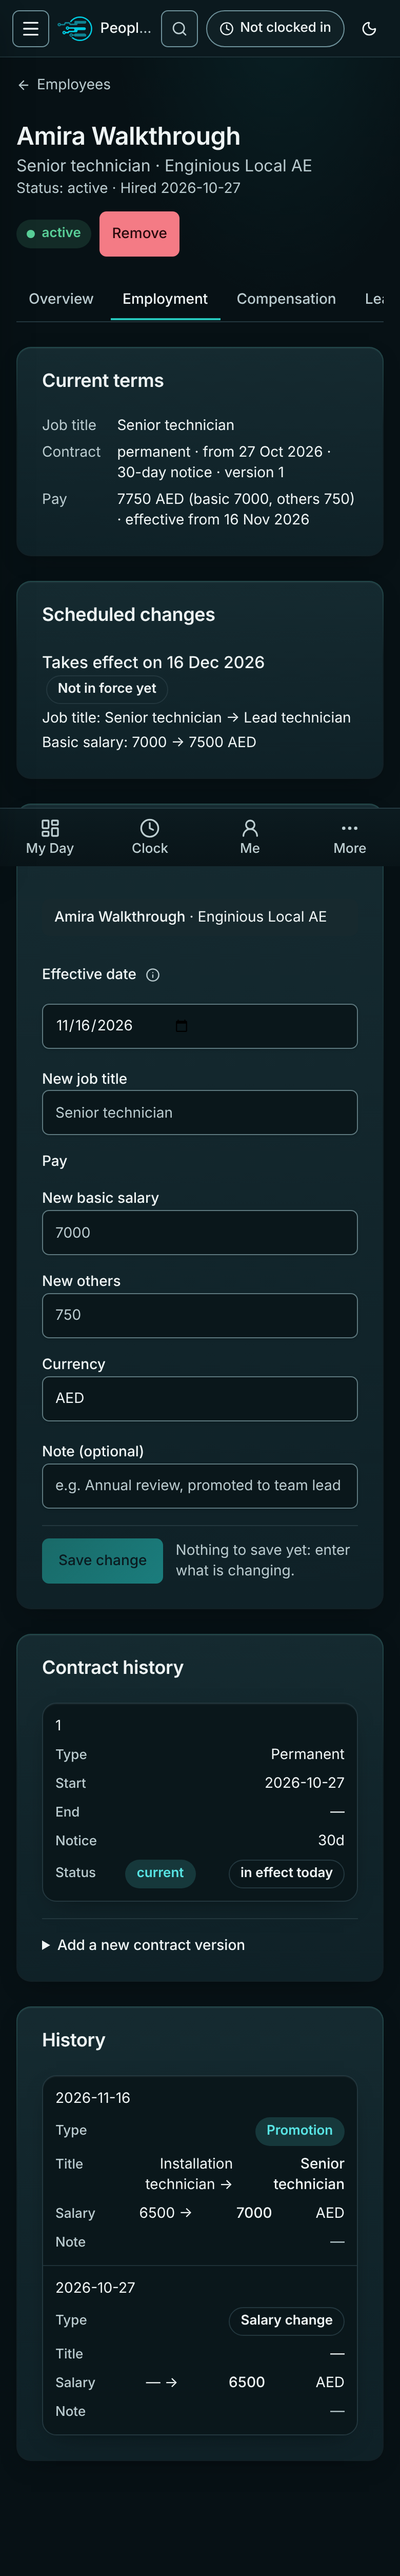 Peopl...
Not clocked in
← Employees
Amira Walkthrough
Senior technician · Enginious Local AE
Status: active · Hired 2026-10-27
active
Remove
Overview Employment Compensation Lea
Current terms
Job title Senior technician
Contract permanent · from 27 Oct 2026 ·
30-day notice · version 1
Pay 7750 AED (basic 7000, others 750)
· effective from 16 Nov 2026
Scheduled changes
Takes effect on 16 Dec 2026
Not in force yet
Job title: Senior technician → Lead technician
Basic salary: 7000 → 7500 AED
My Day Clock Me More
Amira Walkthrough · Enginious Local AE
Effective date
11/16/2026
New job title
Senior technician
Pay
New basic salary
7000
New others
750
Currency
AED
Note (optional)
e.g. Annual review, promoted to team lead
Save change
Nothing to save yet: enter
what is changing.
Contract history
1
Type Permanent
Start 2026-10-27
End —
Notice 30d
Status current in effect today
Add a new contract version
History
2026-11-16
Type Promotion
Title Installation technician → Senior technician
Salary 6500 → 7000 AED
Note —
2026-10-27
Type Salary change
Title —
Salary — → 6500 AED
Note —